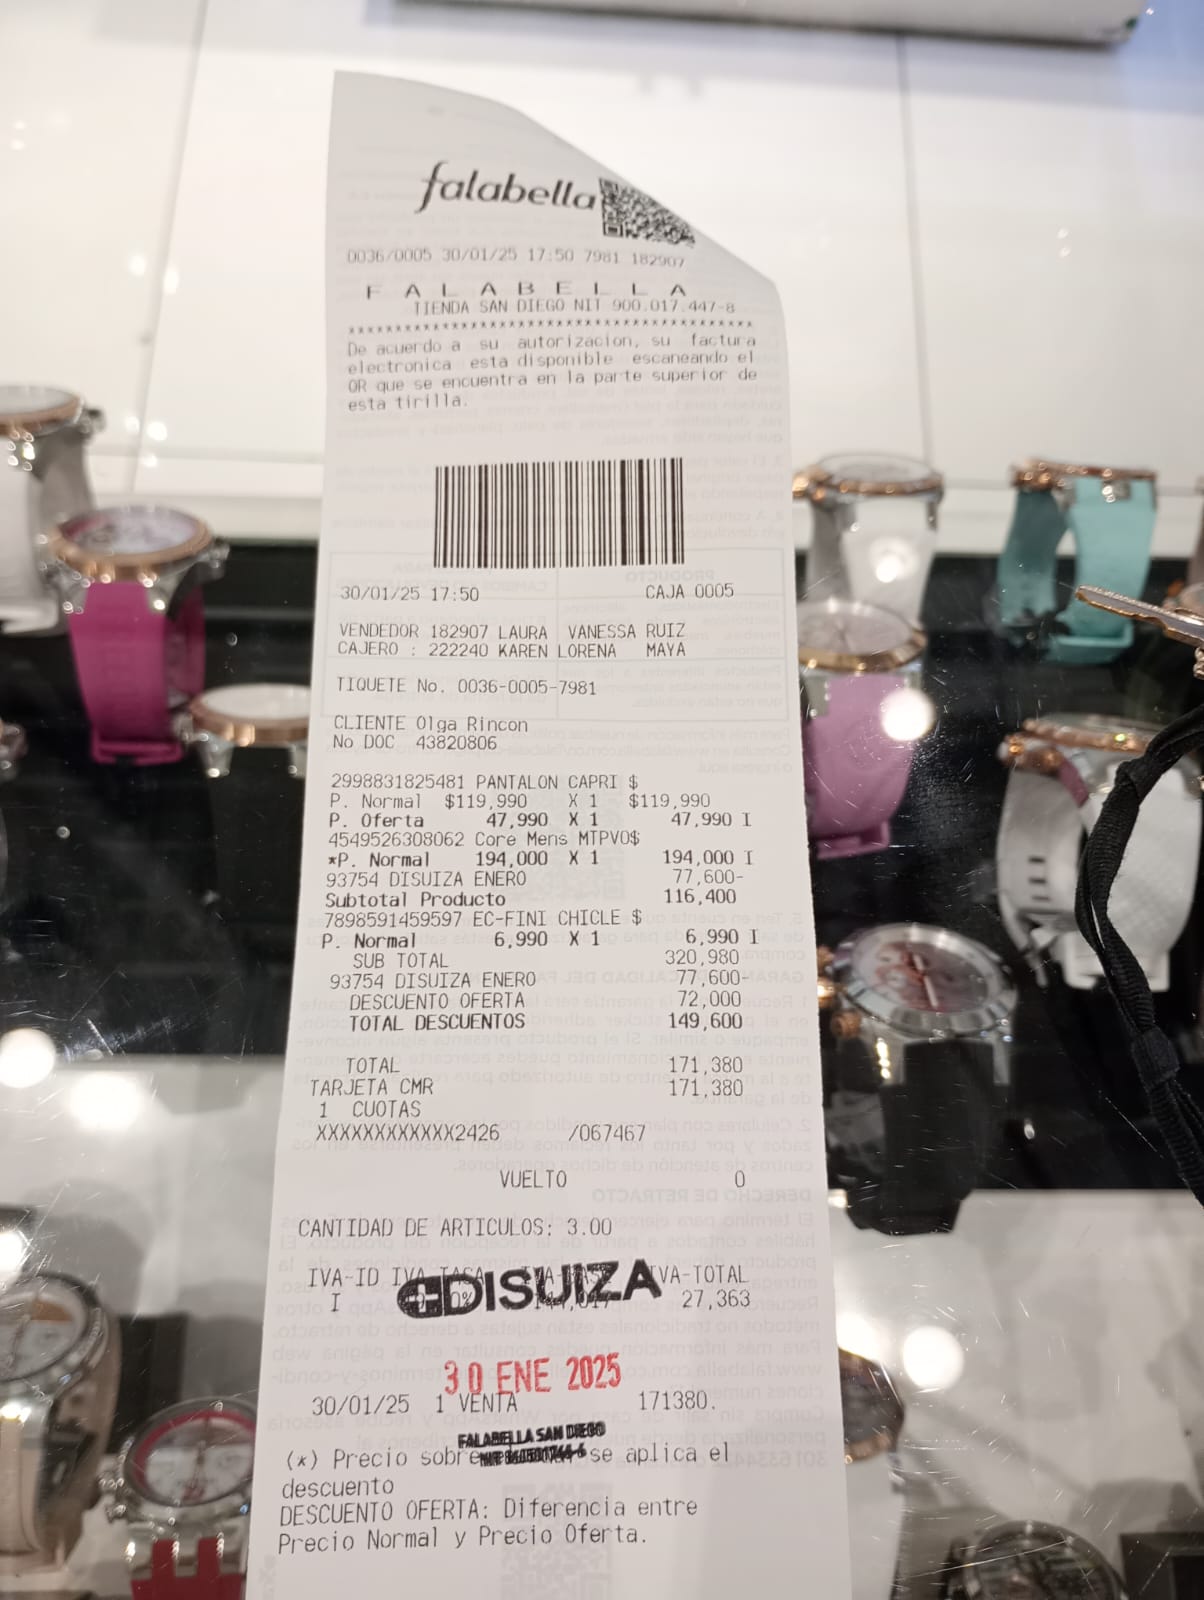 falabella
0036/0005 30/01/25 17:50 7981 182907
F A L A B E L L A
TIENDA SAN DIEGO NIT 900.017.447-8
******************************************
De acuerdo a su autorizacion, su factura
electronica esta disponible escaneando el
QR que se encuentra en la parte superior de
esta tirilla.
30/01/25 17:50 CAJA 0005
VENDEDOR 182907 LAURA VANESSA RUIZ
CAJERO : 222240 KAREN LORENA MAYA
TIQUETE No. 0036-0005-7981
CLIENTE Olga Rincon
No DOC 43820806
2998831825481 PANTALON CAPRI $
P. Normal $119,990 X 1 $119,990
P. Oferta 47,990 X 1 47,990 I
4549526308062 Core Mens MTPVO$
*P. Normal 194,000 X 1 194,000 I
93754 DISUIZA ENERO 77,600-
Subtotal Producto 116,400
7898591459597 EC-FINI CHICLE $
P. Normal 6,990 X 1 6,990 I
SUB TOTAL 320,980
93754 DISUIZA ENERO 77,600-
DESCUENTO OFERTA 72,000
TOTAL DESCUENTOS 149,600
TOTAL 171,380
TARJETA CMR 171,380
1 CUOTAS
XXXXXXXXXXXX2426 /067467
VUELTO 0
CANTIDAD DE ARTICULOS: 3.00
IVA-ID IVA IVA-TOTAL
I 27,363
DISUIZA
30 ENE 2025
30/01/25 1 VENTA 171380.
FALABELLA SAN DIEGO
(*) Precio sobre se aplica el
descuento
DESCUENTO OFERTA: Diferencia entre
Precio Normal y Precio Oferta.